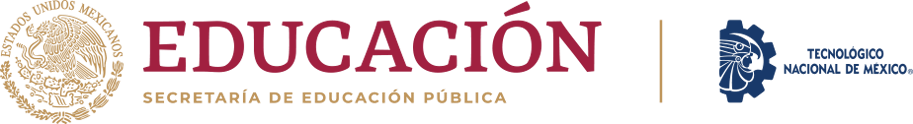 ESTADOS UNIDOS MEXICANOS
EDUCACIÓN
SECRETARÍA DE EDUCACIÓN PÚBLICA
TECNOLÓGICO
NACIONAL DE MÉXICO®